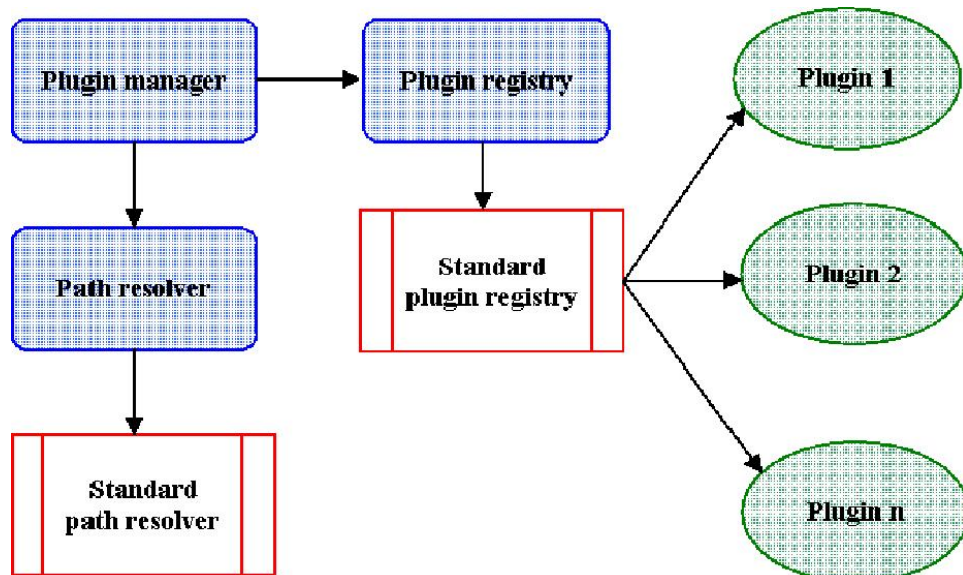 Plugin manager
Plugin registry
Plugin 1
Path resolver
Standard
plugin registry
Plugin 2
Standard
path resolver
Plugin n